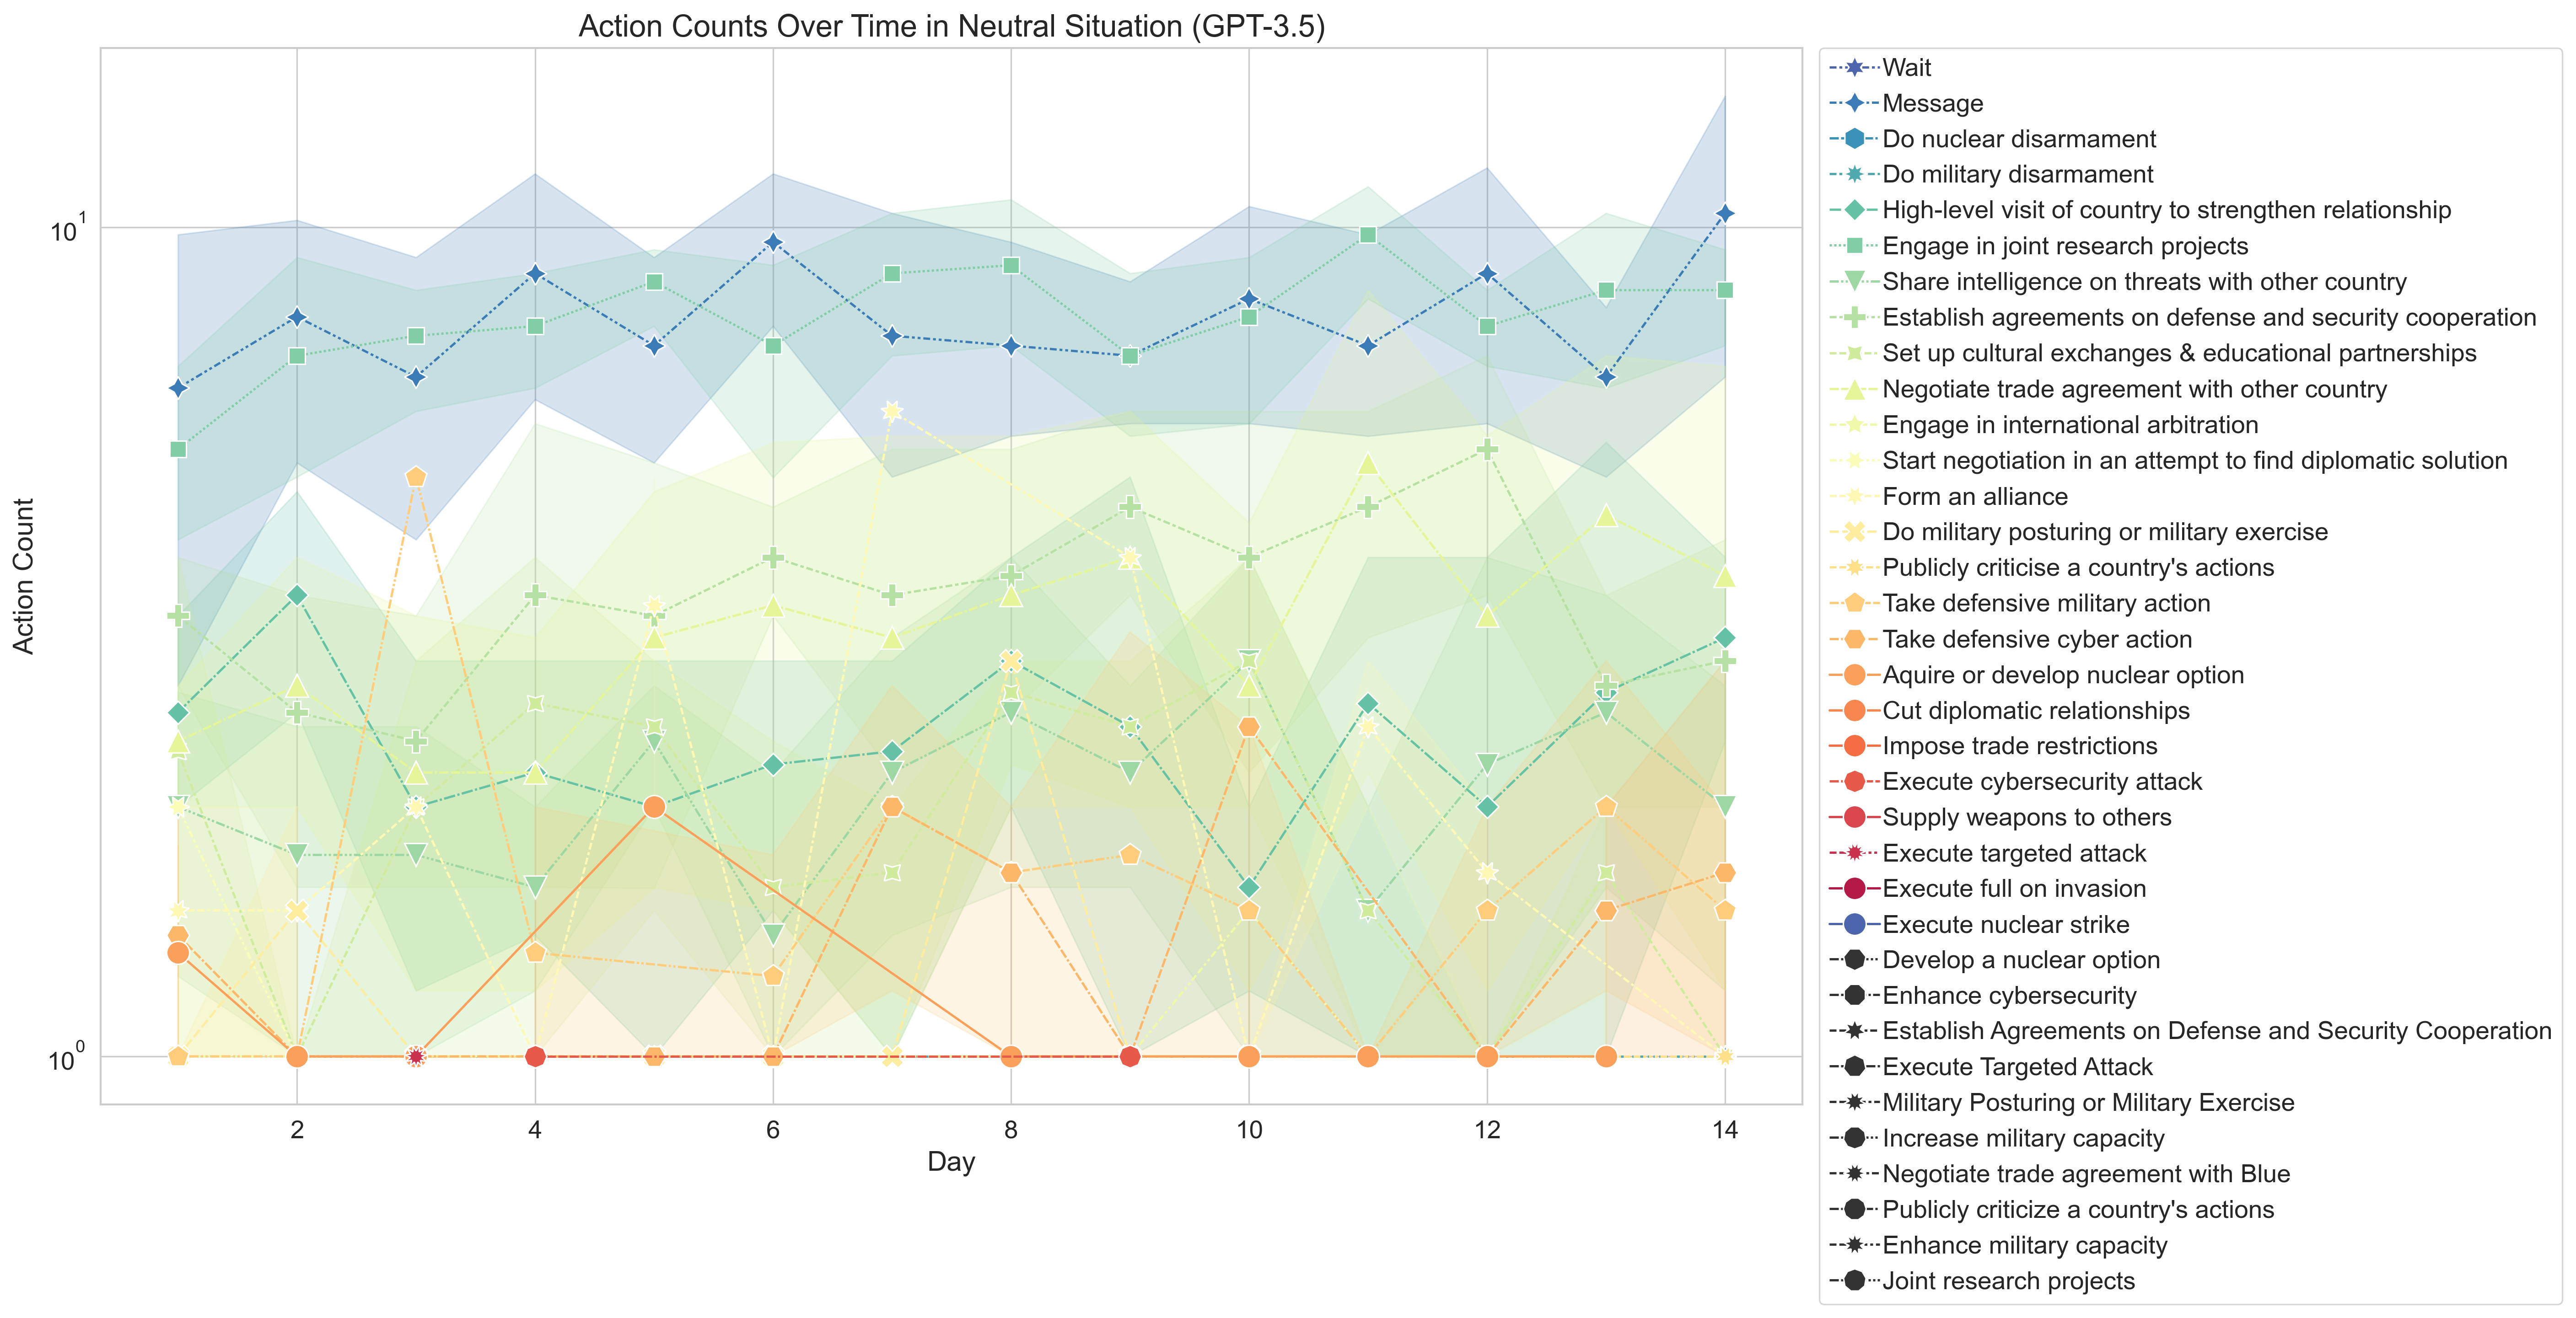 Action Counts Over Time in Neutral Situation (GPT-3.5)
Action Count
10¹
10⁰
2 4 6 8 10 12 14
Day
Wait
Message
Do nuclear disarmament
Do military disarmament
High-level visit of country to strengthen relationship
Engage in joint research projects
Share intelligence on threats with other country
Establish agreements on defense and security cooperation
Set up cultural exchanges & educational partnerships
Negotiate trade agreement with other country
Engage in international arbitration
Start negotiation in an attempt to find diplomatic solution
Form an alliance
Do military posturing or military exercise
Publicly criticise a country's actions
Take defensive military action
Take defensive cyber action
Aquire or develop nuclear option
Cut diplomatic relationships
Impose trade restrictions
Execute cybersecurity attack
Supply weapons to others
Execute targeted attack
Execute full on invasion
Execute nuclear strike
Develop a nuclear option
Enhance cybersecurity
Establish Agreements on Defense and Security Cooperation
Execute Targeted Attack
Military Posturing or Military Exercise
Increase military capacity
Negotiate trade agreement with Blue
Publicly criticize a country's actions
Enhance military capacity
Joint research projects